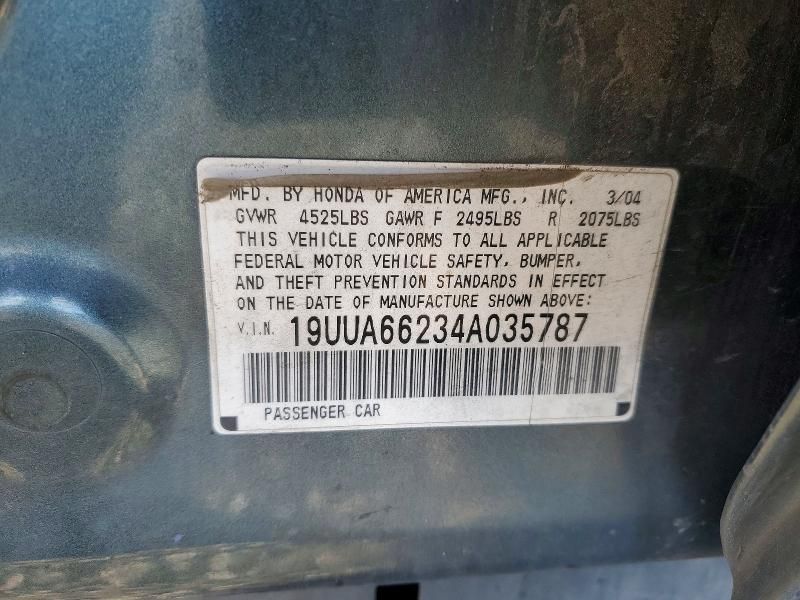 MFD. BY HONDA OF AMERICA MFG., INC. 3/04
GVWR 4525LBS GAWR F 2495LBS R 2075LBS
THIS VEHICLE CONFORMS TO ALL APPLICABLE
FEDERAL MOTOR VEHICLE SAFETY, BUMPER,
AND THEFT PREVENTION STANDARDS IN EFFECT
ON THE DATE OF MANUFACTURE SHOWN ABOVE:
V.I.N. 19UUA66234A035787
PASSENGER CAR